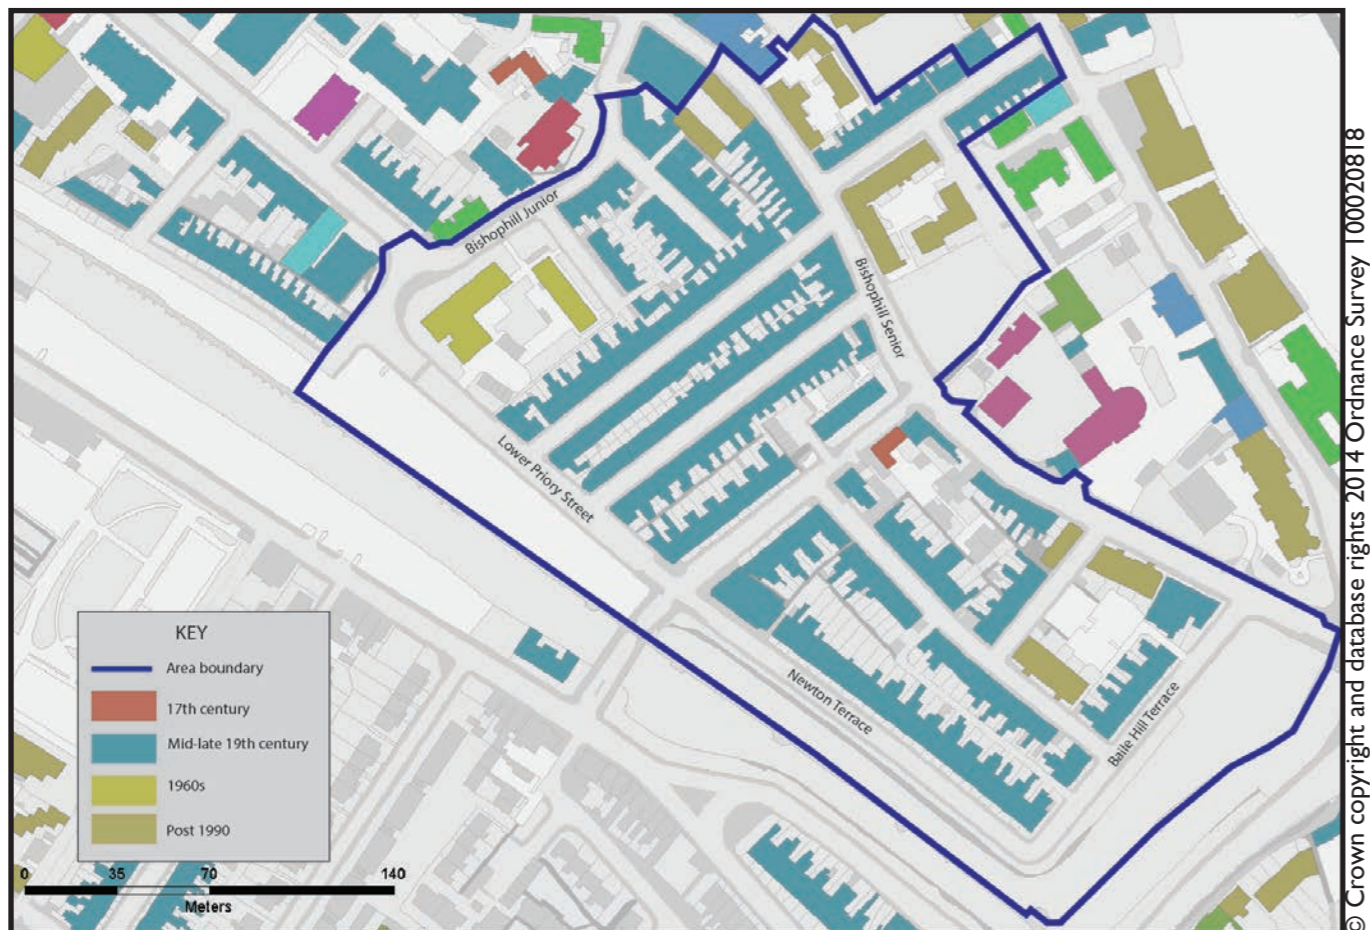 Bishophill Junior
Bishophill Senior
Lower Priory Street
Newton Terrace
Baile Hill Terrace
KEY
Area boundary
17th century
Mid-late 19th century
1960s
Post 1990
0 35 70 140
Meters
© Crown copyright and database rights 2014 Ordnance Survey 100020818